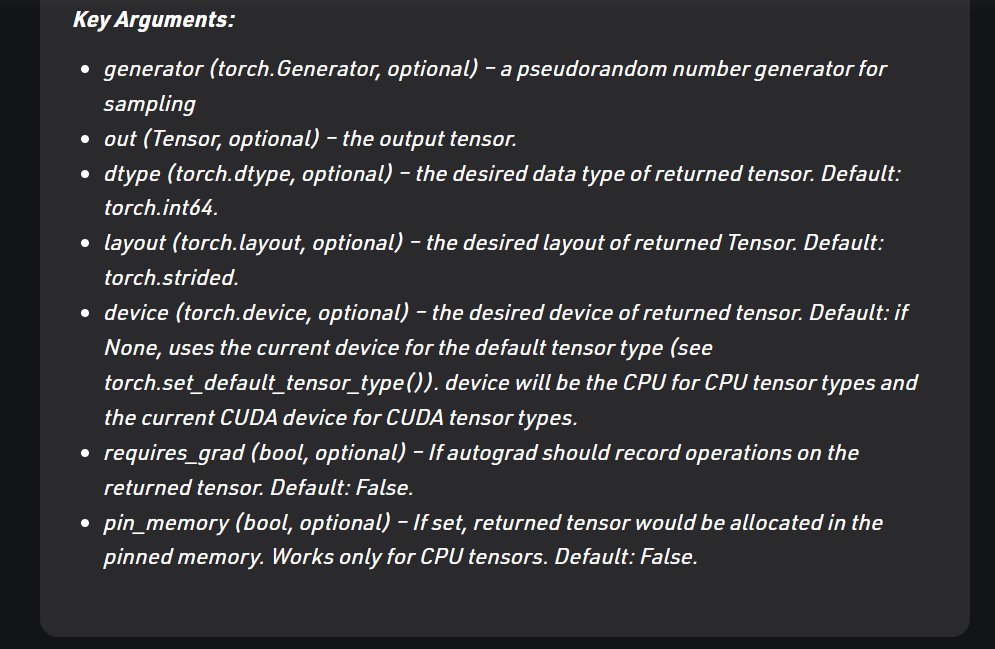 Key Arguments:
• generator (torch.Generator, optional) – a pseudorandom number generator for
sampling
• out (Tensor, optional) – the output tensor.
• dtype (torch.dtype, optional) – the desired data type of returned tensor. Default:
torch.int64.
• layout (torch.layout, optional) – the desired layout of returned Tensor. Default:
torch.strided.
• device (torch.device, optional) – the desired device of returned tensor. Default: if
None, uses the current device for the default tensor type (see
torch.set_default_tensor_type()). device will be the CPU for CPU tensor types and
the current CUDA device for CUDA tensor types.
• requires_grad (bool, optional) – If autograd should record operations on the
returned tensor. Default: False.
• pin_memory (bool, optional) – If set, returned tensor would be allocated in the
pinned memory. Works only for CPU tensors. Default: False.